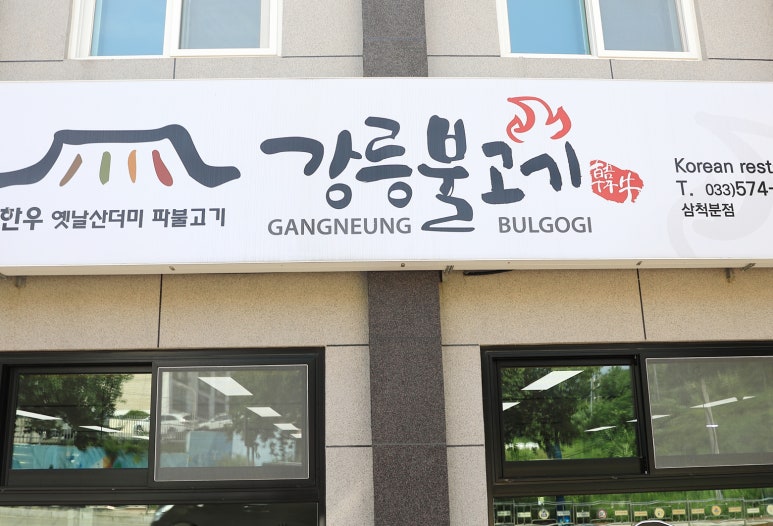 한우 옛날산더미 파불고기
강릉불고기
韓牛
GANGNEUNG BULGOGI
Korean rest
T. 033)574-
삼척분점